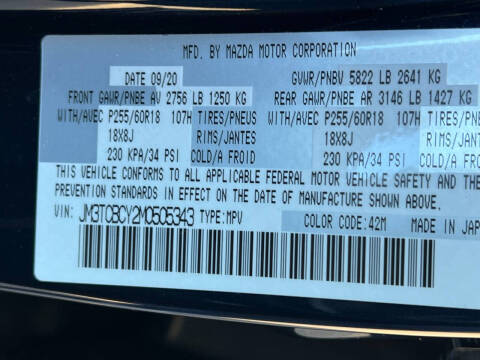 MFD. BY MAZDA MOTOR CORPORATION
DATE 09/20 GVWR/PNBV 5822 LB 2641 KG
FRONT GAWR/PNBE AV 2756 LB 1250 KG REAR GAWR/PNBE AR 3146 LB 1427 KG
WITH/AVEC P255/60R18 107H TIRES/PNEUS WITH/AVEC P255/60R18 107H TIRES/PNEUS
18X8J RIMS/JANTES 18X8J RIMS/JANTES
230 KPA/34 PSI COLD/A FROID 230 KPA/34 PSI COLD/A FROID
THIS VEHICLE CONFORMS TO ALL APPLICABLE FEDERAL MOTOR VEHICLE SAFETY AND THE
PREVENTION STANDARDS IN EFFECT ON THE DATE OF MANUFACTURE SHOWN ABOVE.
VIN: JM3TCBCY2M0505343 TYPE:MPV COLOR CODE:42M MADE IN JAP